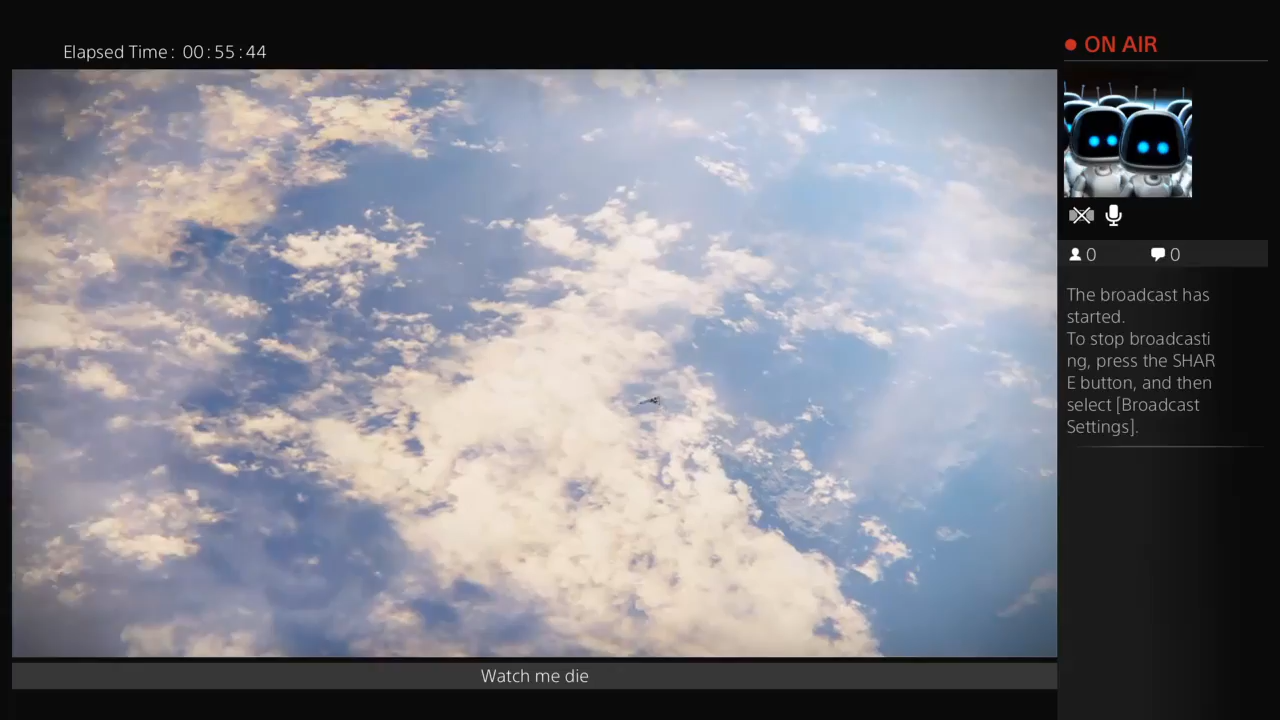 Elapsed Time: 00:55:44
ON AIR
0 0
The broadcast has
started.
To stop broadcasti
ng, press the SHAR
E button, and then
select [Broadcast
Settings].
Watch me die